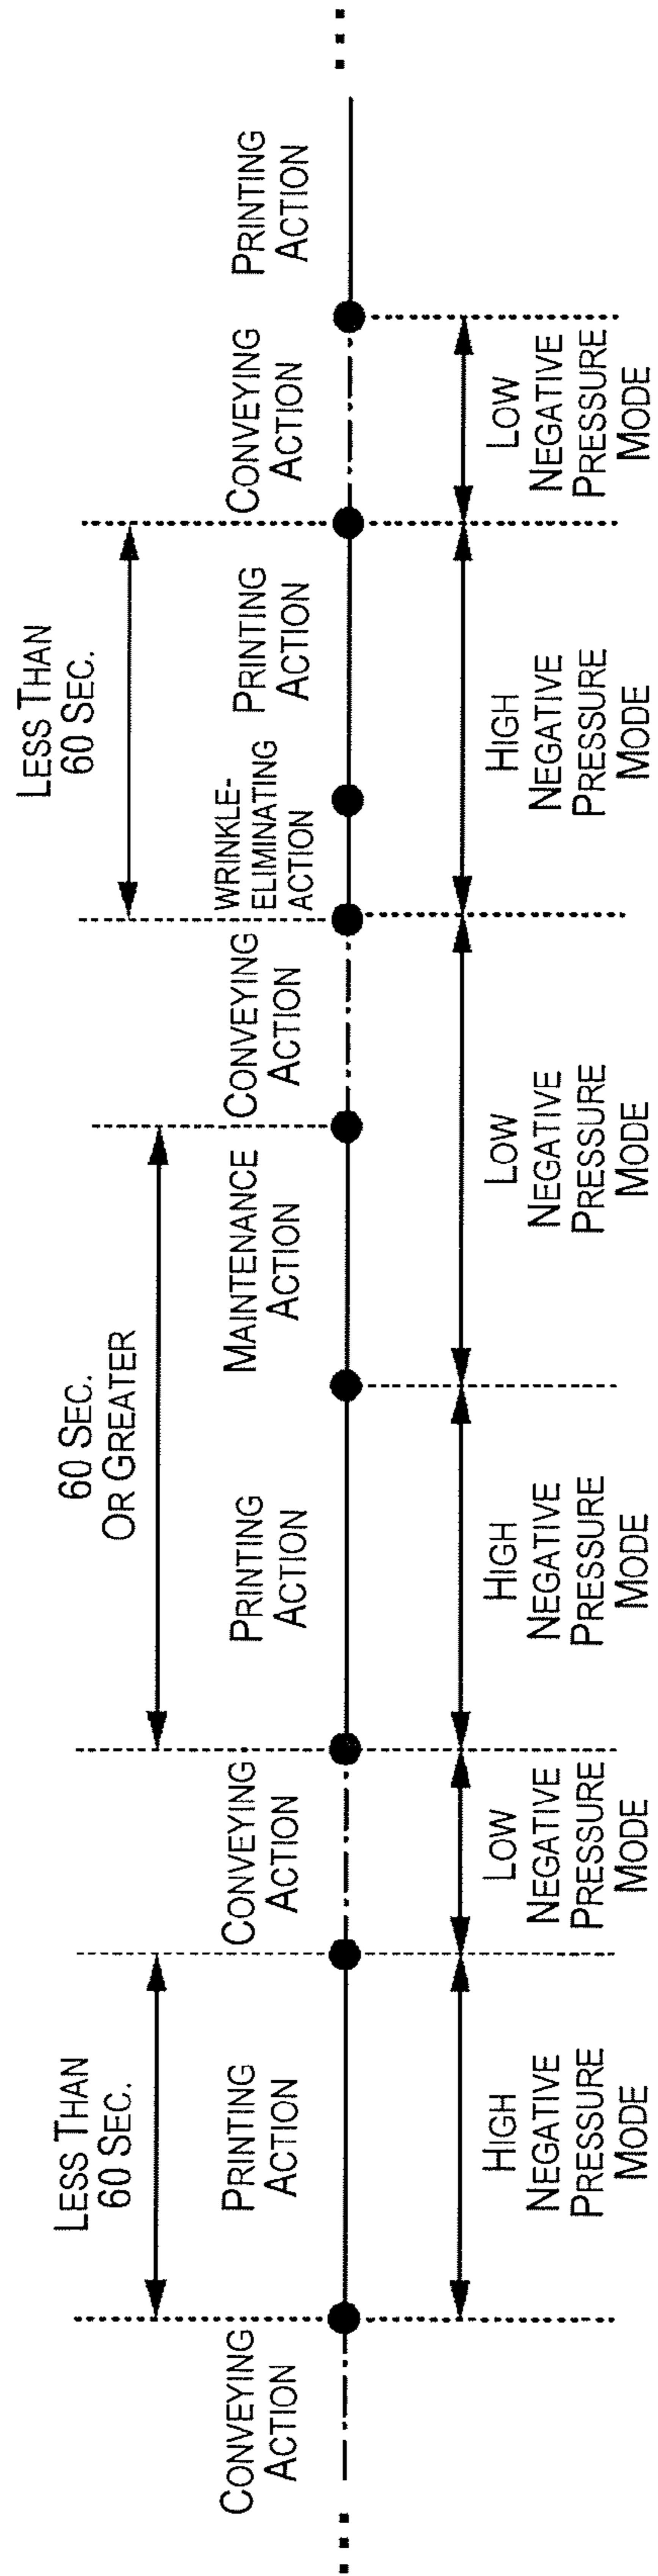 LESS THAN
60 SEC.
60 SEC.
OR GREATER
LESS THAN
60 SEC.
CONVEYING
ACTION
PRINTING
ACTION
CONVEYING
ACTION
PRINTING
ACTION
MAINTENANCE
ACTION
CONVEYING
ACTION
WRINKLE-
ELIMINATING
ACTION
PRINTING
ACTION
CONVEYING
ACTION
PRINTING
ACTION
HIGH
NEGATIVE
PRESSURE
MODE
LOW
NEGATIVE
PRESSURE
MODE
HIGH
NEGATIVE
PRESSURE
MODE
LOW
NEGATIVE
PRESSURE
MODE
HIGH
NEGATIVE
PRESSURE
MODE
LOW
NEGATIVE
PRESSURE
MODE